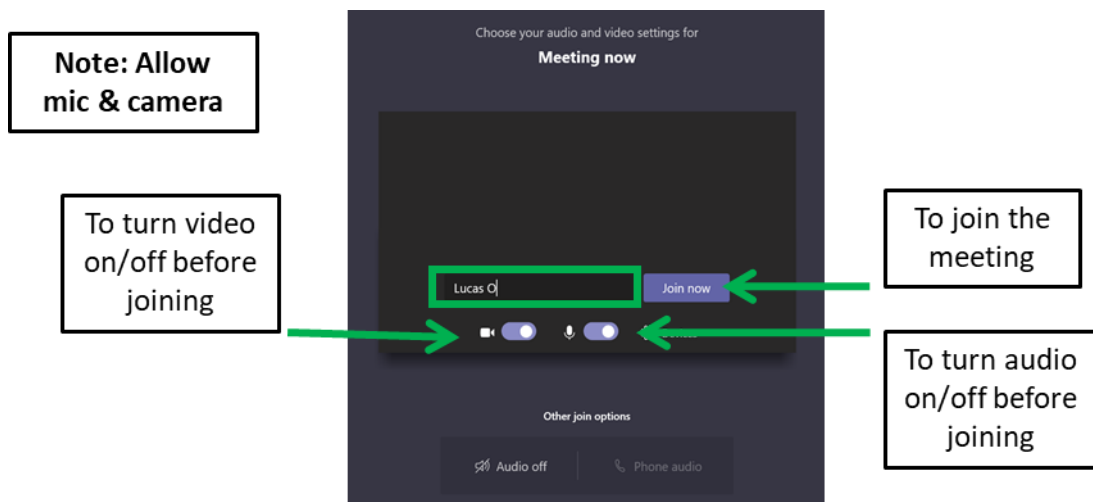 Choose your audio and video settings for
Meeting now
Note: Allow
mic & camera
To turn video
on/off before
joining
To join the
meeting
Lucas O
Join now
To turn audio
on/off before
joining
Other join options
Audio off
Phone audio